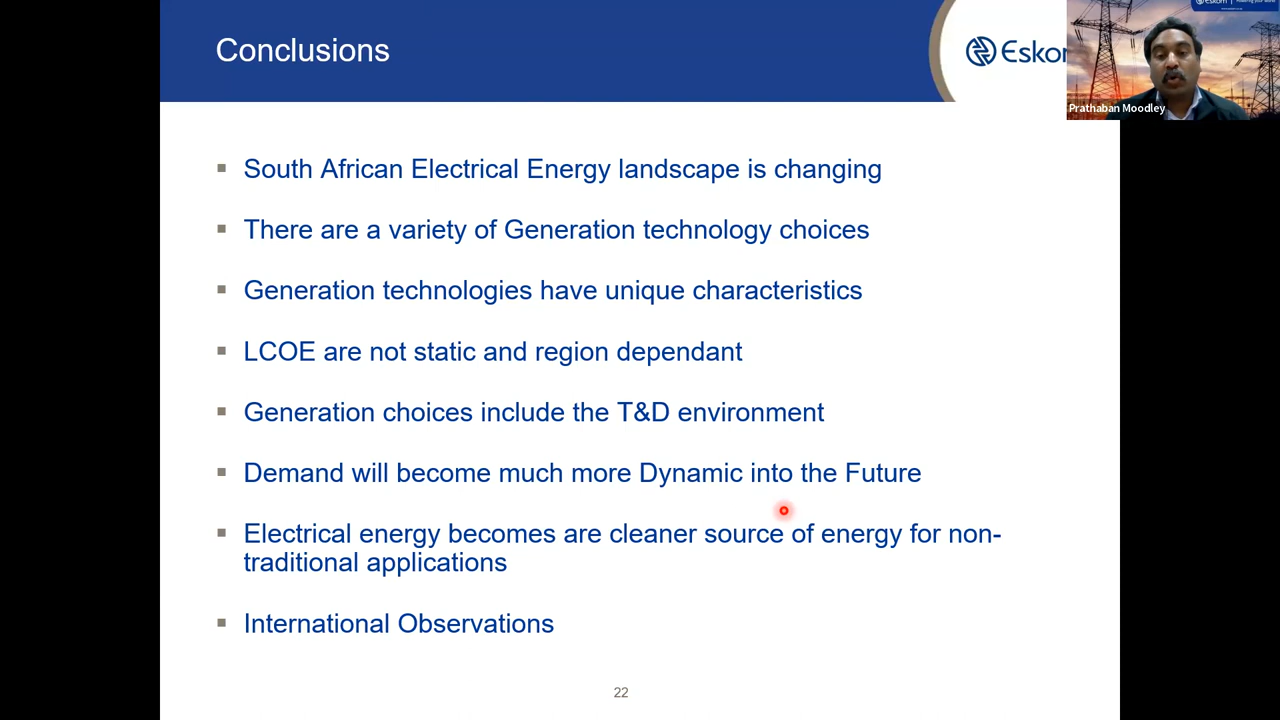 Conclusions
Eskom
Eskom
Prathaban Moodley
South African Electrical Energy landscape is changing
There are a variety of Generation technology choices
Generation technologies have unique characteristics
LCOE are not static and region dependant
Generation choices include the T&D environment
Demand will become much more Dynamic into the Future
Electrical energy becomes are cleaner source of energy for non-
traditional applications
International Observations
22